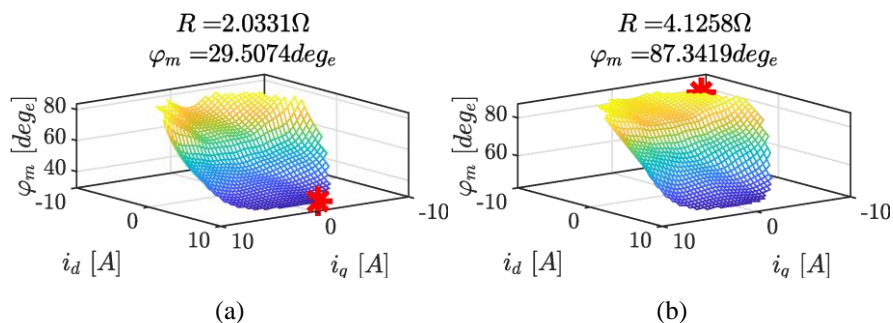 R =2.0331Ω
φm =29.5074dege
80
60
40
-10
0
10
10
0
-10
φm [dege]
id [A]
iq [A]
(a)
R =4.1258Ω
φm =87.3419dege
80
60
-10
0
10
10
0
-10
φm [dege]
id [A]
iq [A]
(b)